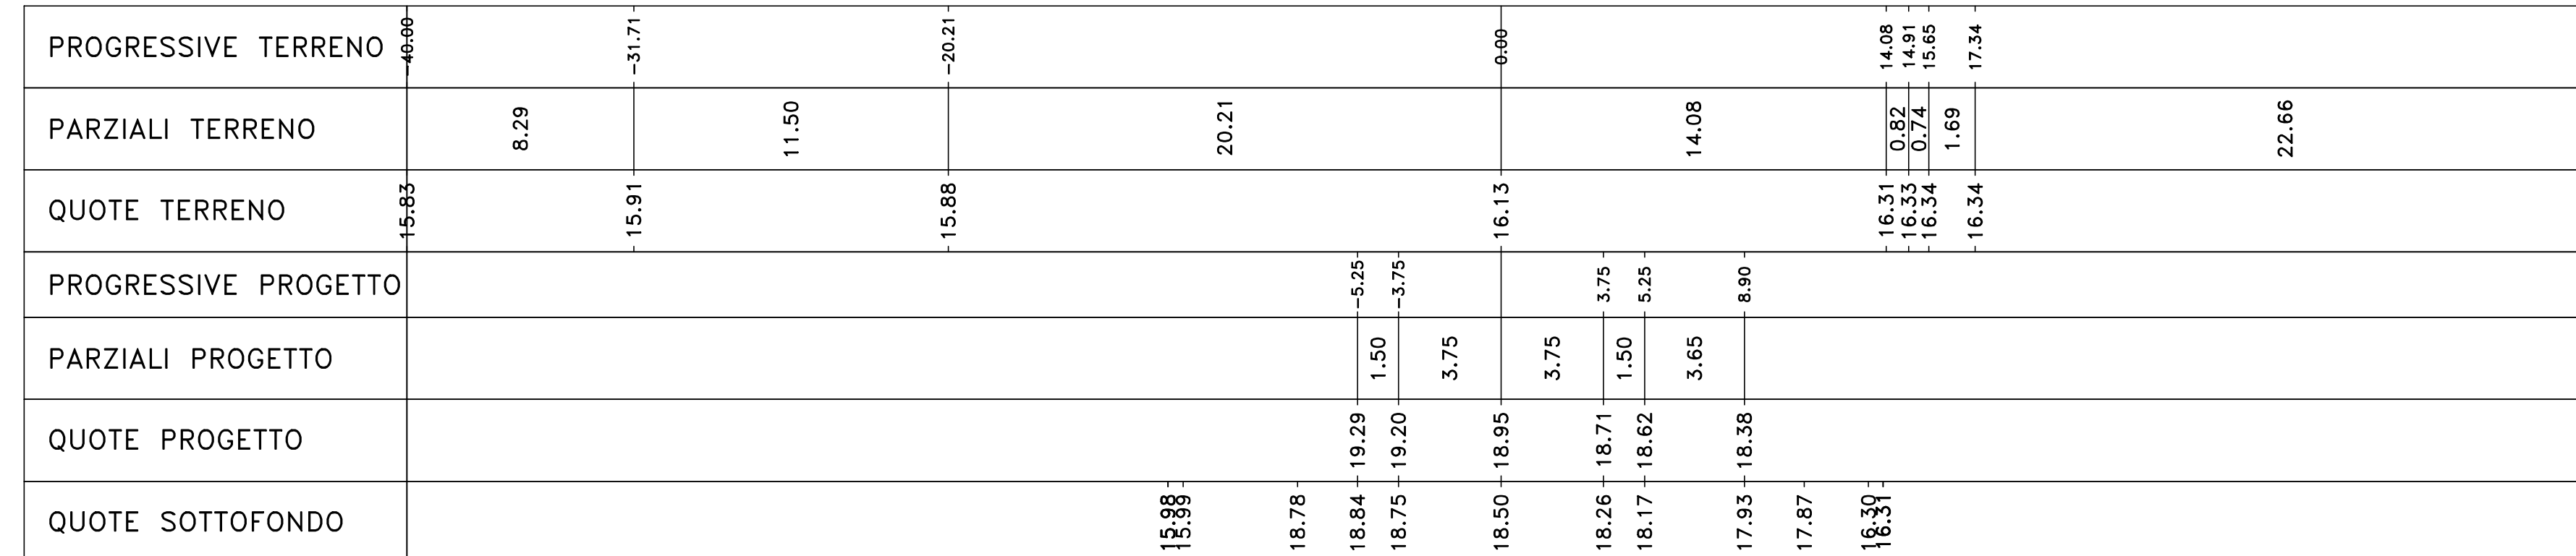 PROGRESSIVE TERRENO -40.00 -31.71 -20.21 0.00 14.08 14.91 15.65 17.34
PARZIALI TERRENO 8.29 11.50 20.21 14.08 0.82 0.74 1.69 22.66
QUOTE TERRENO 15.83 15.91 15.88 16.13 16.31 16.33 16.34 16.34
PROGRESSIVE PROGETTO -5.25 -3.75 3.75 5.25 8.90
PARZIALI PROGETTO 1.50 3.75 3.75 1.50 3.65
QUOTE PROGETTO 19.29 19.20 18.95 18.71 18.62 18.38
QUOTE SOTTOFONDO 15.98 15.99 18.78 18.84 18.75 18.50 18.26 18.17 17.93 17.87 16.30 16.31